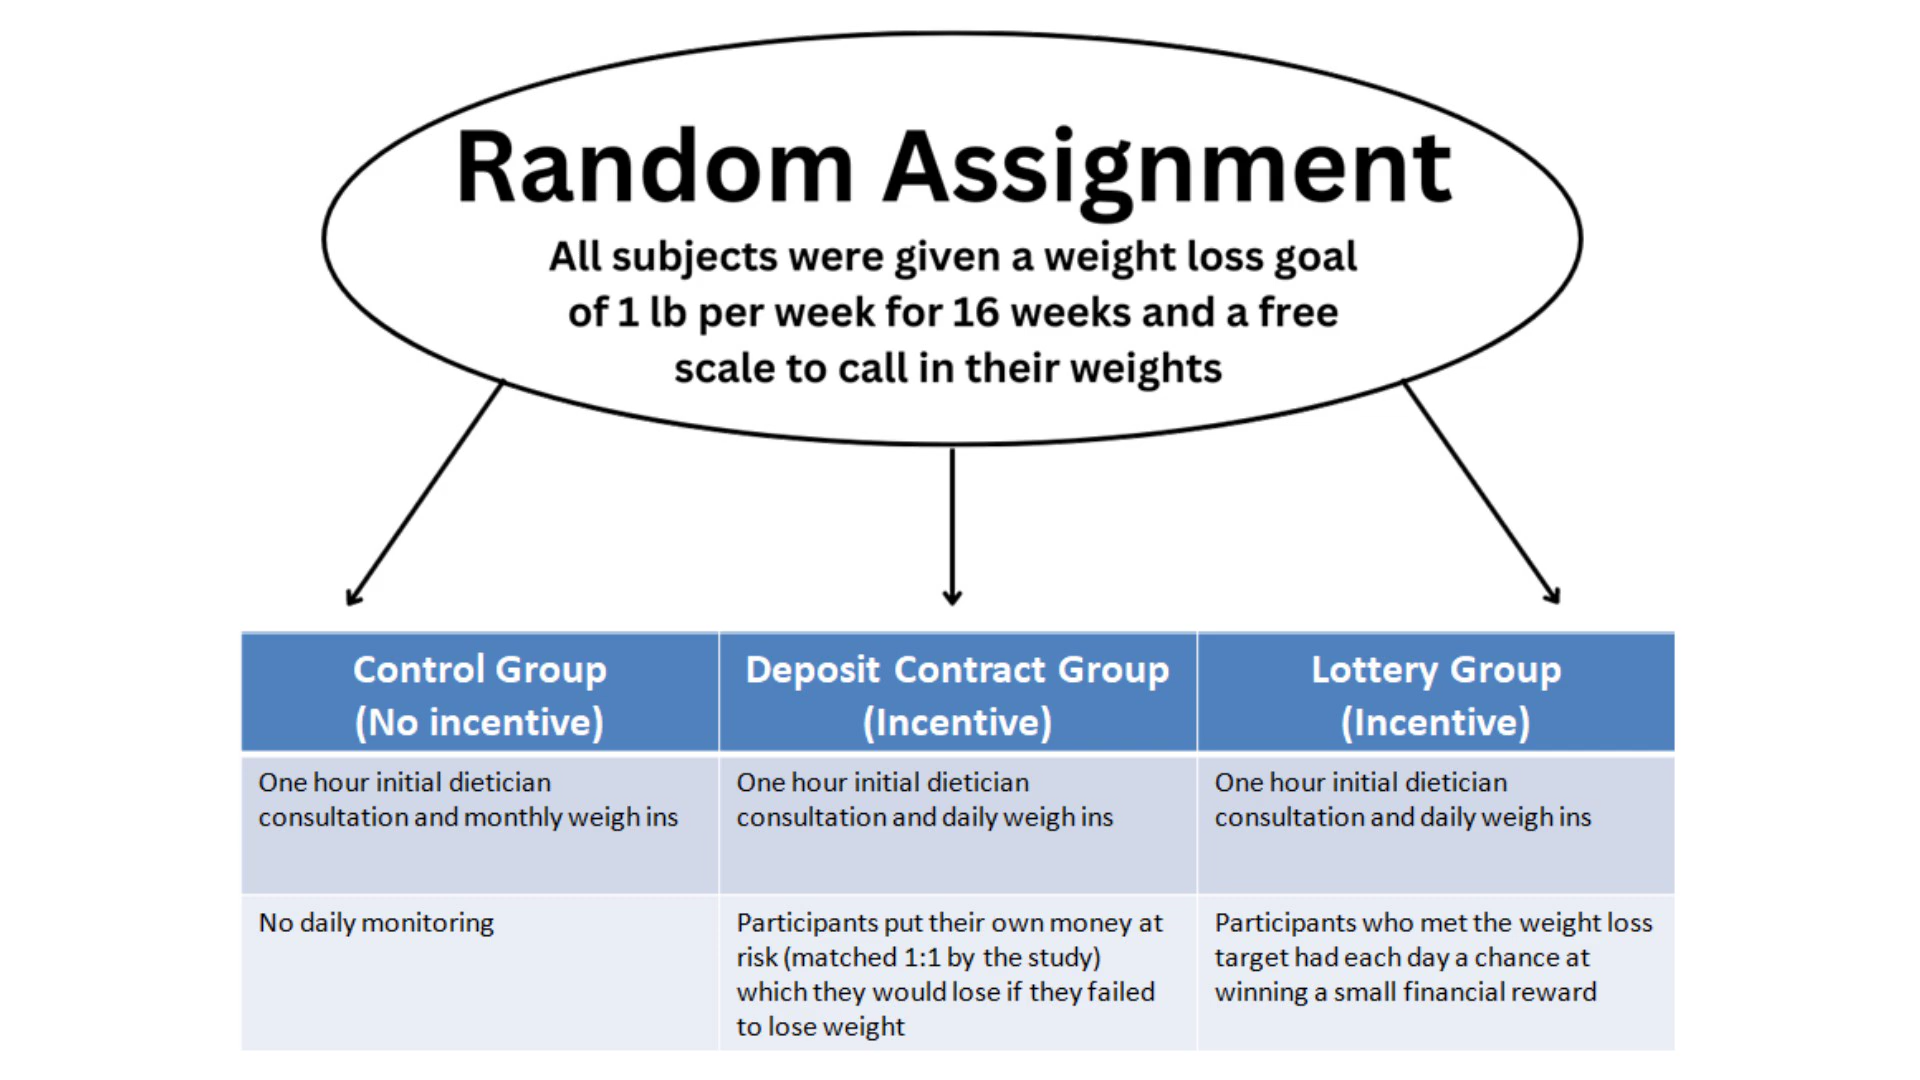 Random Assignment
All subjects were given a weight loss goal
of 1 lb per week for 16 weeks and a free
scale to call in their weights
Control Group
(No incentive)
Deposit Contract Group
(Incentive)
Lottery Group
(Incentive)
One hour initial dietician
consultation and monthly weigh ins
One hour initial dietician
consultation and daily weigh ins
One hour initial dietician
consultation and daily weigh ins
No daily monitoring
Participants put their own money at
risk (matched 1:1 by the study)
which they would lose if they failed
to lose weight
Participants who met the weight loss
target had each day a chance at
winning a small financial reward